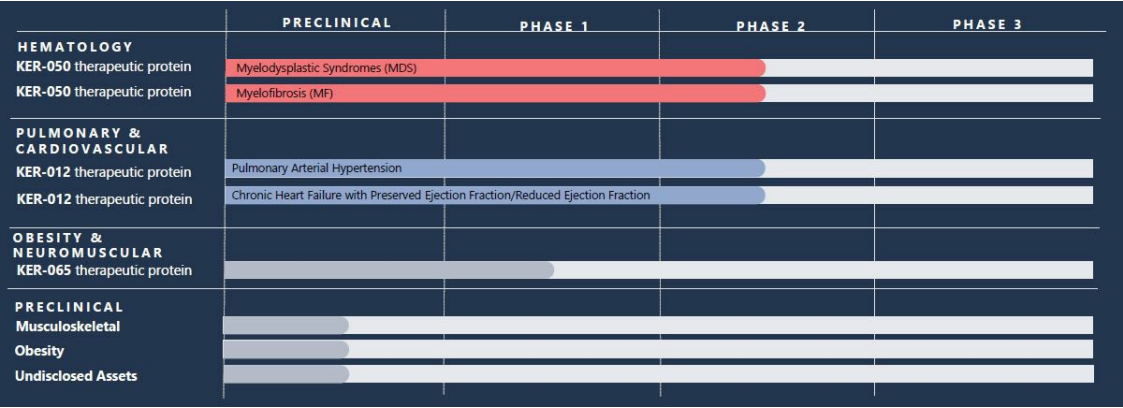 PRECLINICAL PHASE 1 PHASE 2 PHASE 3
HEMATOLOGY
KER-050 therapeutic protein Myelodysplastic Syndromes (MDS)
KER-050 therapeutic protein Myelofibrosis (MF)
PULMONARY &
CARDIOVASCULAR
KER-012 therapeutic protein Pulmonary Arterial Hypertension
KER-012 therapeutic protein Chronic Heart Failure with Preserved Ejection Fraction/Reduced Ejection Fraction
OBESITY &
NEUROMUSCULAR
KER-065 therapeutic protein
PRECLINICAL
Musculoskeletal
Obesity
Undisclosed Assets